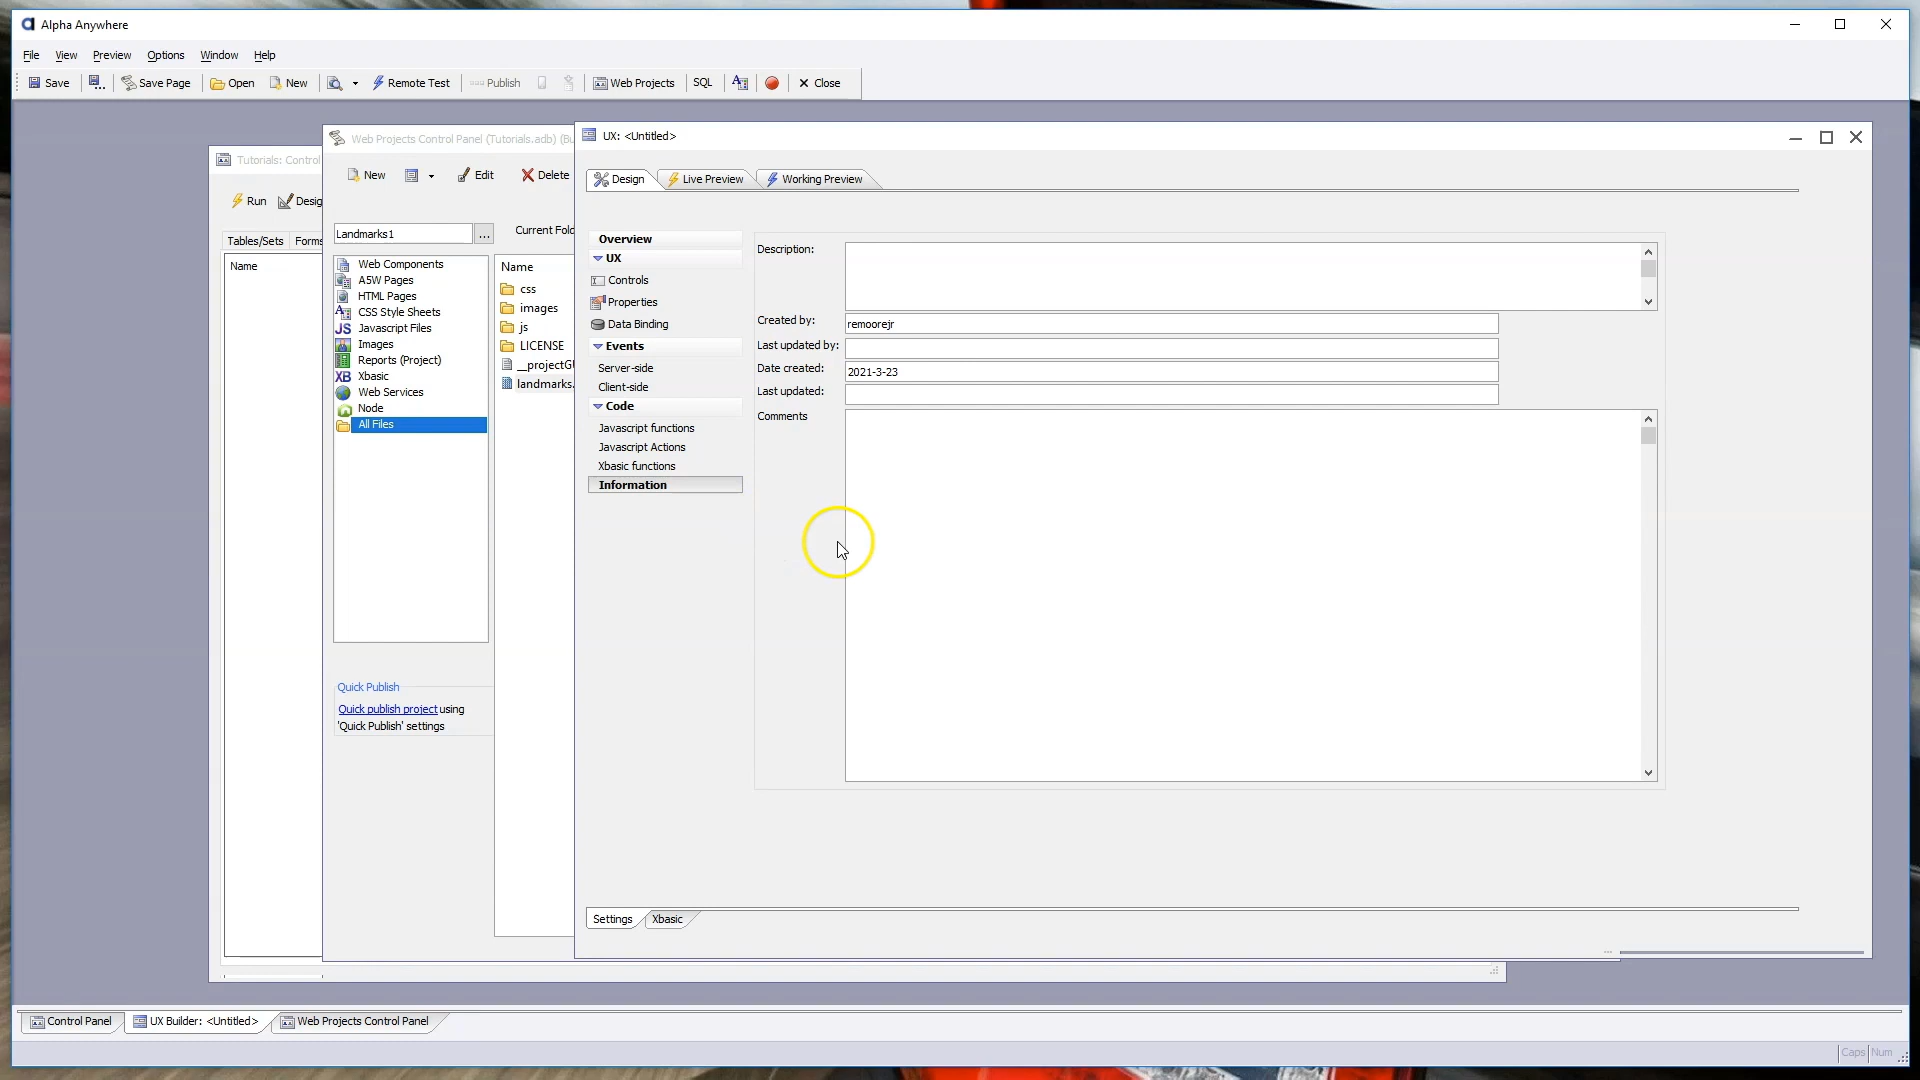 Alpha Anywhere
File View Preview Options Window Help
Save Save Page Open New Remote Test Publish Web Projects SQL Close
Tutorials: Control
Run Desig
Tables/Sets Forms
Name
Web Projects Control Panel (Tutorials.adb) (Bu
New Edit Delete
Landmarks1 ... Current Fold
Web Components
A5W Pages
HTML Pages
CSS Style Sheets
JS Javascript Files
Images
Reports (Project)
XB Xbasic
Web Services
Node
All Files
Name
css
images
js
LICENSE
__projectGU
landmarks.
Quick Publish
Quick publish project using
'Quick Publish' settings
UX: <Untitled>
Design Live Preview Working Preview
Overview
UX
Controls
Properties
Data Binding
Events
Server-side
Client-side
Code
Javascript functions
Javascript Actions
Xbasic functions
Information
Description:
Created by: remoorejr
Last updated by:
Date created: 2021-3-23
Last updated:
Comments
Settings Xbasic
Control Panel UX Builder: <Untitled> Web Projects Control Panel
Caps Num